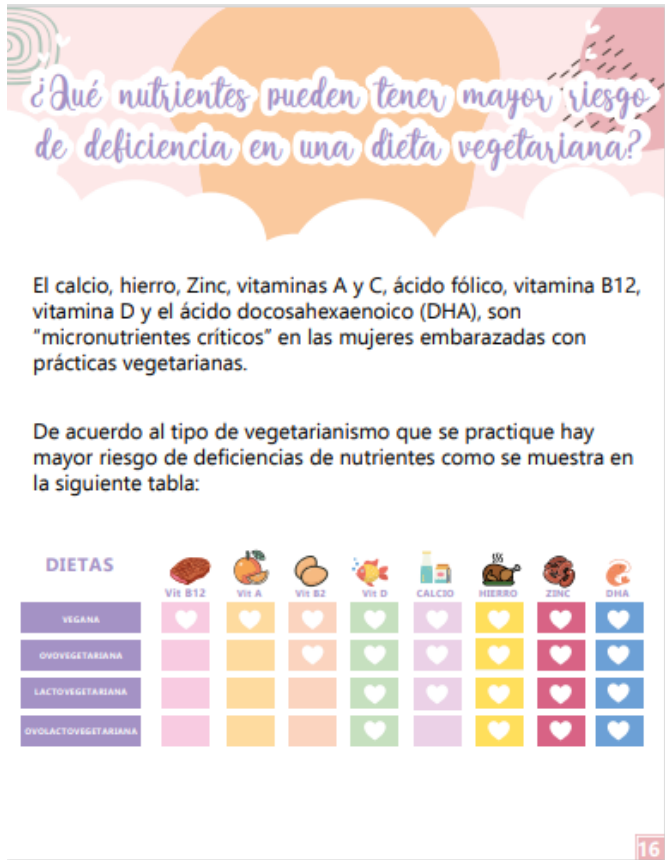 ¿Qué nutrientes pueden tener mayor riesgo
de deficiencia en una dieta vegetariana?
El calcio, hierro, Zinc, vitaminas A y C, ácido fólico, vitamina B12,
vitamina D y el ácido docosahexaenoico (DHA), son
“micronutrientes críticos” en las mujeres embarazadas con
prácticas vegetarianas.
De acuerdo al tipo de vegetarianismo que se practique hay
mayor riesgo de deficiencias de nutrientes como se muestra en
la siguiente tabla:
DIETAS
Vit B12 Vit A Vit B2 Vit D CALCIO HIERRO ZINC DHA
VEGANA
OVOVEGETARIANA
LACTOVEGETARIANA
OVOLACTOVEGETARIANA
16